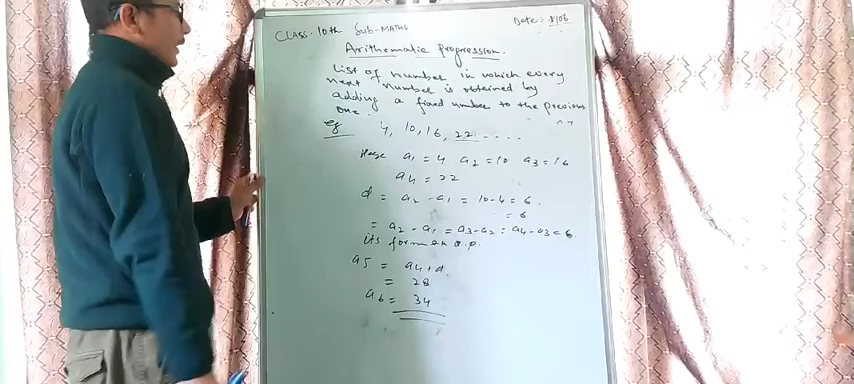 CLASS-10th Sub-MATHS Date:
Arithematic Progression.
List of number in which every
next number is obtained by
adding a fixed number to the previous
one.
Eg 4, 10, 16, 22 ....
Here a1 = 4 a2 = 10 a3 = 16
a4 = 22
d = a2 - a1 = 10-4 = 6
= 6
= a2 - a1 = a3-a2 = a4-a3 = 6.
its form an A.P.
a5 = a4+d
= 28
a6 = 34